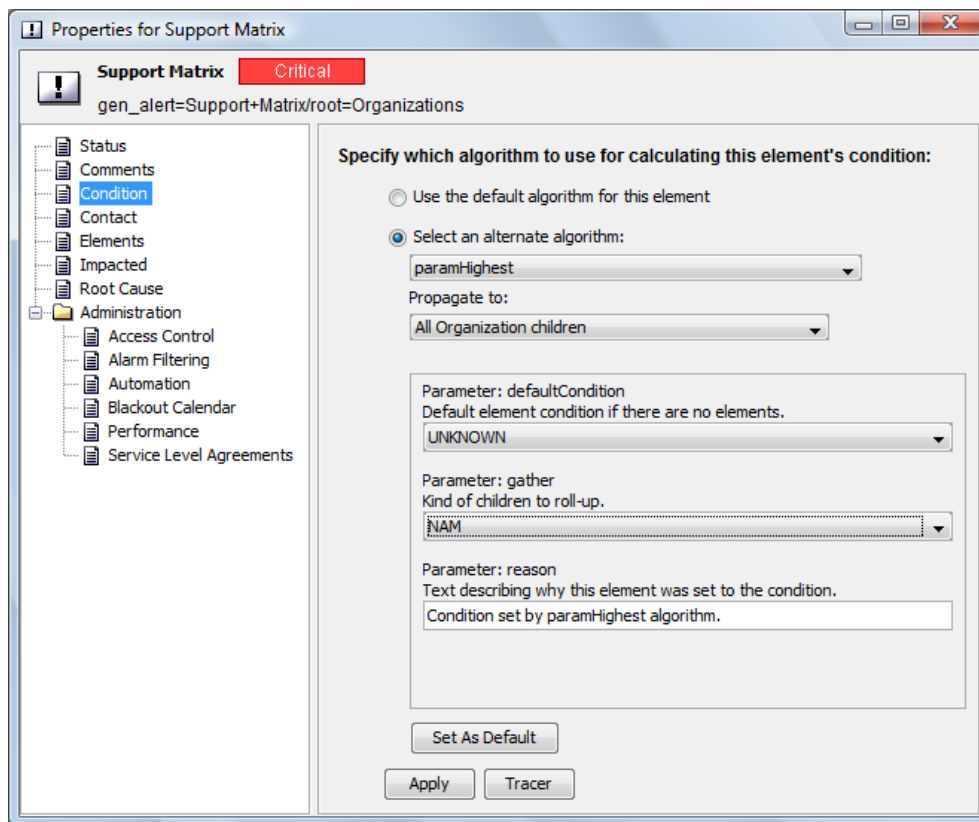 Properties for Support Matrix
Support Matrix Critical
gen_alert=Support+Matrix/root=Organizations
Status
Comments
Condition
Contact
Elements
Impacted
Root Cause
Administration
Access Control
Alarm Filtering
Automation
Blackout Calendar
Performance
Service Level Agreements
Specify which algorithm to use for calculating this element's condition:
Use the default algorithm for this element
Select an alternate algorithm:
paramHighest
Propagate to:
All Organization children
Parameter: defaultCondition
Default element condition if there are no elements.
UNKNOWN
Parameter: gather
Kind of children to roll-up.
NAM
Parameter: reason
Text describing why this element was set to the condition.
Condition set by paramHighest algorithm.
Set As Default
Apply Tracer